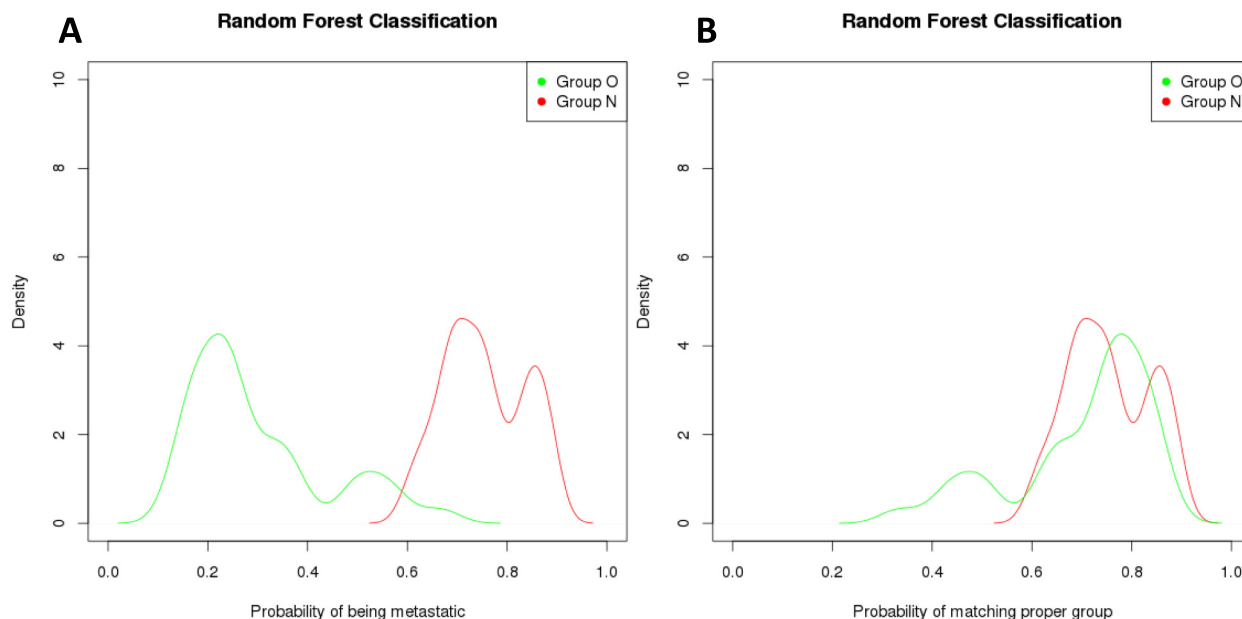 A
Random Forest Classification
Group O
Group N
10
8
6
4
2
0
Density
0.0 0.2 0.4 0.6 0.8 1.0
Probability of being metastatic
B
Random Forest Classification
Group O
Group N
10
8
6
4
2
0
Density
0.0 0.2 0.4 0.6 0.8 1.0
Probability of matching proper group